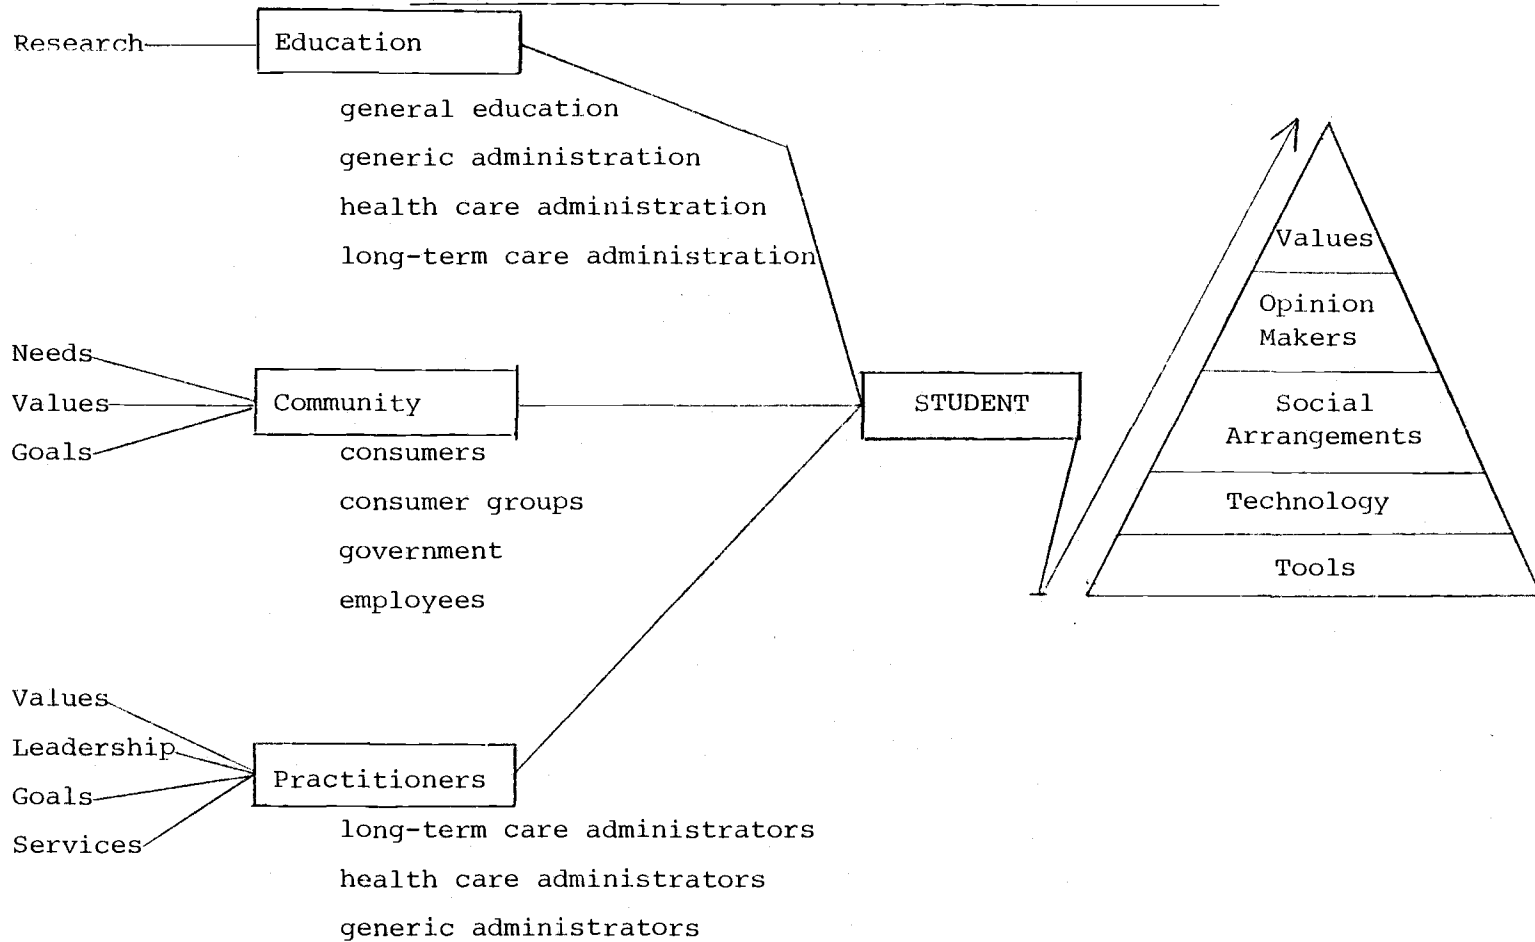 Research
Education
general education
generic administration
health care administration
long-term care administration
Needs
Values
Goals
Community
consumers
consumer groups
government
employees
Values
Leadership
Goals
Services
Practitioners
long-term care administrators
health care administrators
generic administrators
STUDENT
Values
Opinion
Makers
Social
Arrangements
Technology
Tools